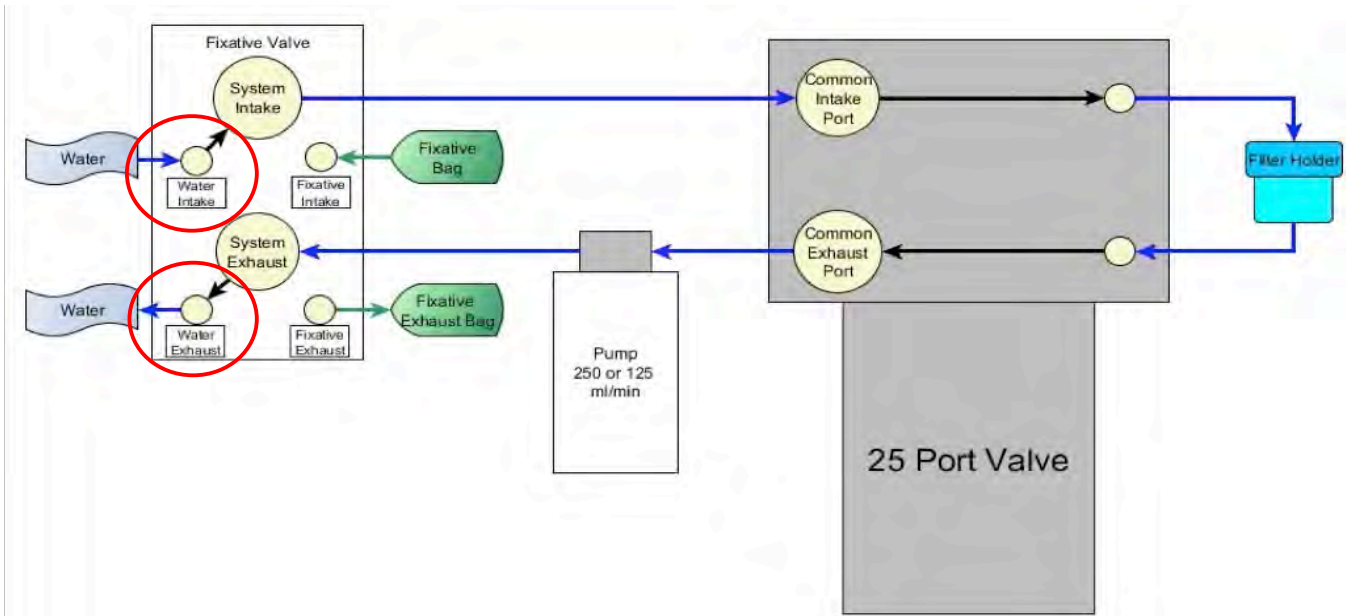 Fixative Valve
System
Intake
Water
Water
Intake
Fixative
Intake
Fixative
Bag
Common
Intake
Port
Filter Holder
System
Exhaust
Common
Exhaust
Port
Water
Water
Exhaust
Fixative
Exhaust
Fixative
Exhaust Bag
Pump
250 or 125
ml/min
25 Port Valve